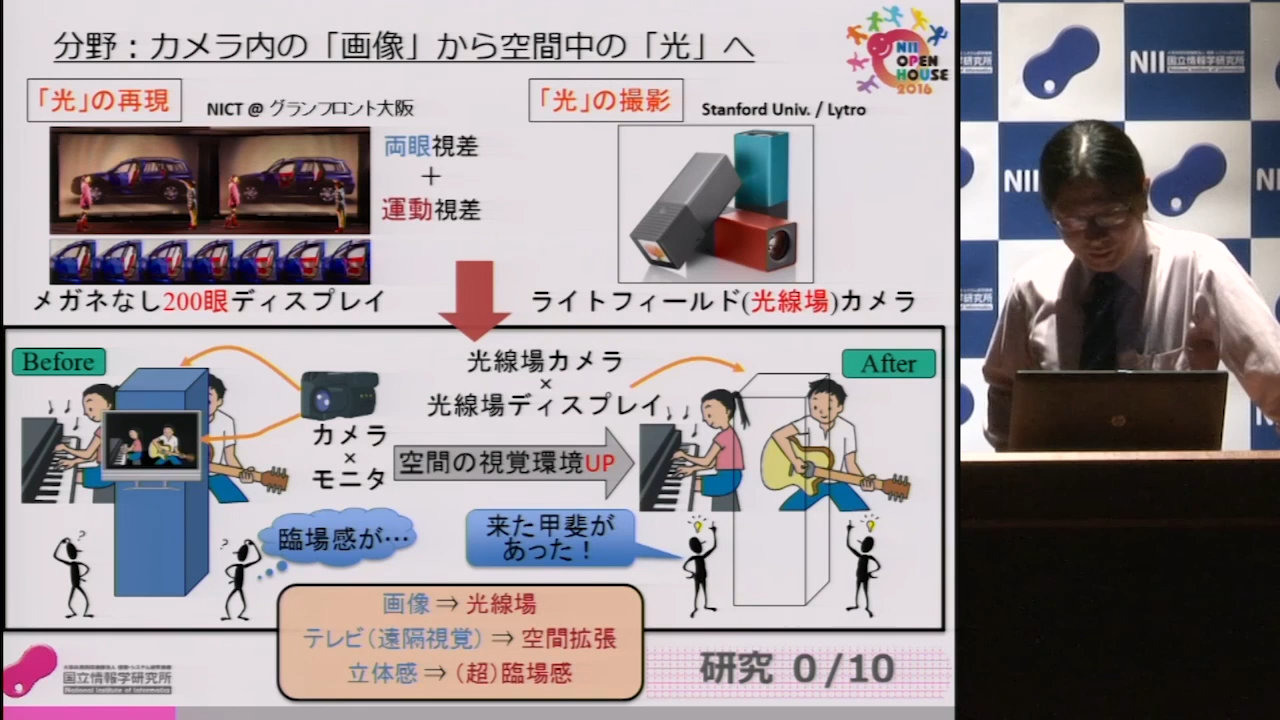 分野：カメラ内の「画像」から空間中の「光」へ
NII
OPEN
HOUSE
2016
「光」の再現
NICT @ グランフロント大阪
両眼視差
＋
運動視差
メガネなし200眼ディスプレイ
「光」の撮影
Stanford Univ. / Lytro
ライトフィールド(光線場)カメラ
Before
カメラ
×
モニタ
光線場カメラ
×
光線場ディスプレイ
空間の視覚環境UP
After
? 
?
臨場感が…
来た甲斐が
あった！
画像⇒光線場
テレビ（遠隔視覚）⇒空間拡張
立体感⇒（超）臨場感
国立情報学研究所
National Institute of Informatics
研究 0/10
NII 国立情報学研究所
NII